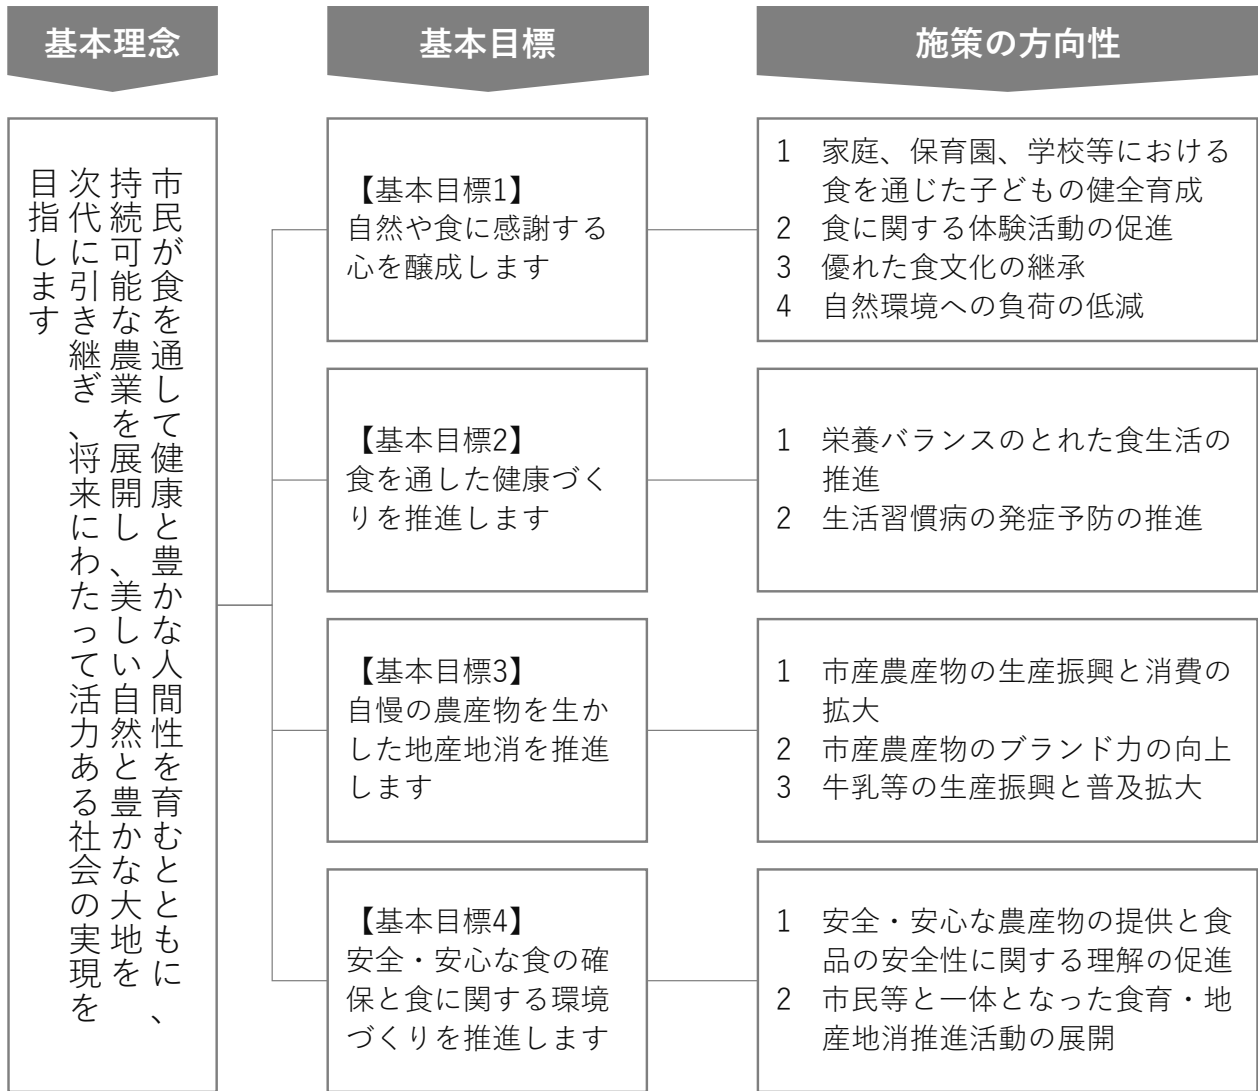 基本理念
基本目標
施策の方向性
市民が食を通して健康と豊かな人間性を育むとともに、
持続可能な農業を展開し、美しい自然と豊かな大地を
次代に引き継ぎ、将来にわたって活力ある社会の実現を
目指します
【基本目標1】
自然や食に感謝する
心を醸成します
1 家庭、保育園、学校等における
食を通じた子どもの健全育成
2 食に関する体験活動の促進
3 優れた食文化の継承
4 自然環境への負荷の低減
【基本目標2】
食を通した健康づく
りを推進します
1 栄養バランスのとれた食生活の
推進
2 生活習慣病の発症予防の推進
【基本目標3】
自慢の農産物を生か
した地産地消を推進
します
1 市産農産物の生産振興と消費の
拡大
2 市産農産物のブランド力の向上
3 牛乳等の生産振興と普及拡大
【基本目標4】
安全・安心な食の確
保と食に関する環境
づくりを推進します
1 安全・安心な農産物の提供と食
品の安全性に関する理解の促進
2 市民等と一体となった食育・地
産地消推進活動の展開